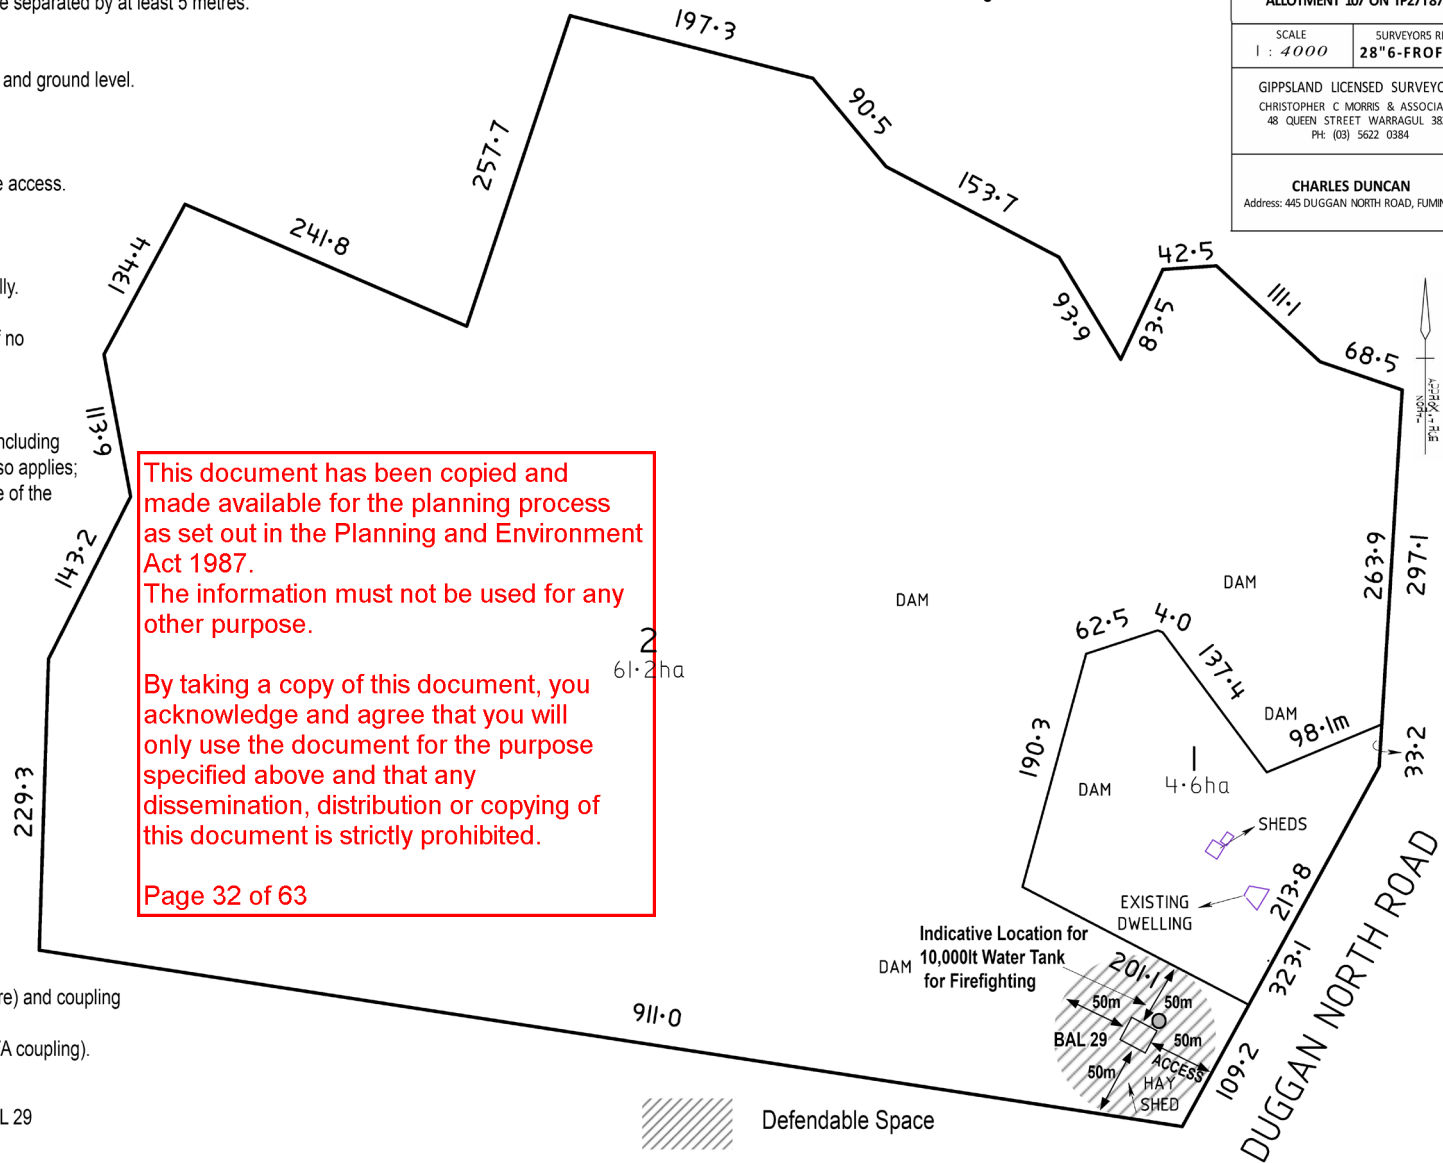 e separated by at least 5 metres.
and ground level.
e access.
lly.
f no
ncluding
so applies;
e of the
re) and coupling
A coupling).
L 29
ALLOTMENT 107 ON TP27187
SCALE
1 : 4000
SURVEYORS R
28"6-FROF
GIPPSLAND LICENSED SURVEYO
CHRISTOPHER C MORRIS & ASSOCIA
48 QUEEN STREET WARRAGUL 38
PH: (03) 5622 0384
CHARLES DUNCAN
Address: 445 DUGGAN NORTH ROAD, FUMIN
197·3
90·5
257·7
153·7
241·8
134·4
42·5
111·1
93·9
83·5
68·5
113·9
143·2
229·3
263·9
297·1
This document has been copied and
made available for the planning process
as set out in the Planning and Environment
Act 1987.
The information must not be used for any
other purpose.
By taking a copy of this document, you
acknowledge and agree that you will
only use the document for the purpose
specified above and that any
dissemination, distribution or copying of
this document is strictly prohibited.
Page 32 of 63
2
61·2ha
DAM
DAM
62·5
4·0
137·4
DAM
98·1m
33·2
190·3
1
4·6ha
DAM
SHEDS
EXISTING
DWELLING
213·8
323·1
DUGGAN NORTH ROAD
Indicative Location for
10,000lt Water Tank
for Firefighting
DAM
201·1
50m
50m
BAL 29
50m
50m
ACCESS
HAY
SHED
109·2
911·0
Defendable Space